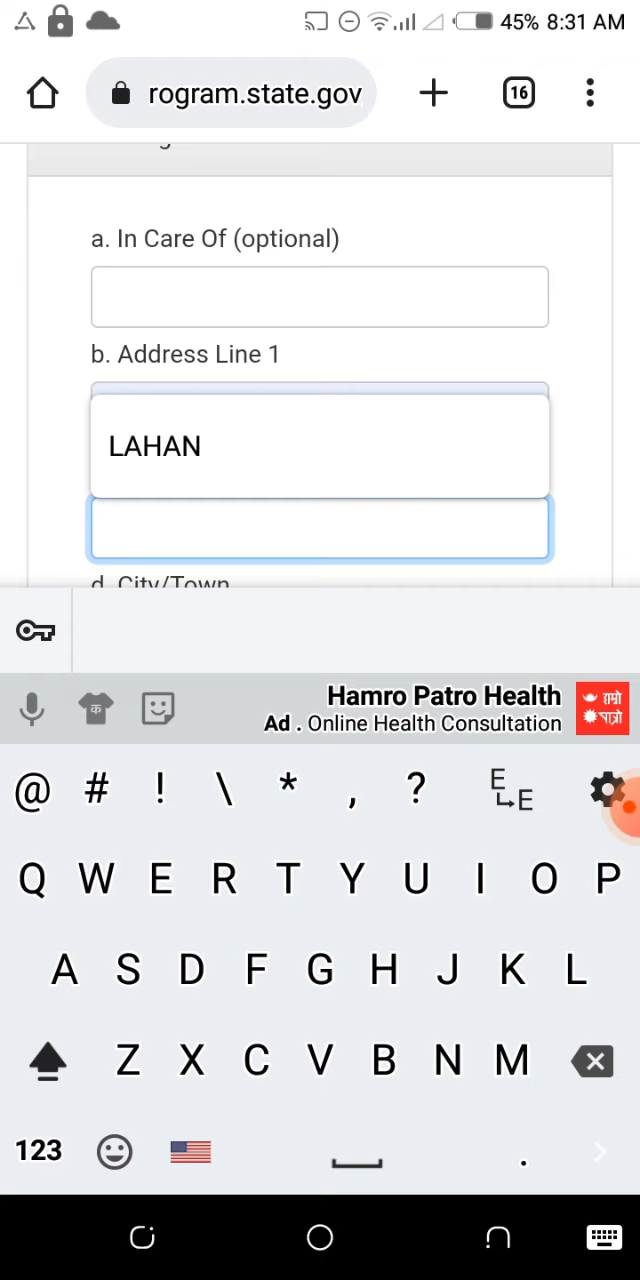 45% 8:31 AM
rogram.state.gov
16
a. In Care Of (optional)
b. Address Line 1
LAHAN
d. City/Town
क
Hamro Patro Health
Ad . Online Health Consultation
हाम्रो
पात्रो
@ # ! \ * , ? E E
Q W E R T Y U I O P
A S D F G H J K L
Z X C V B N M
123 .